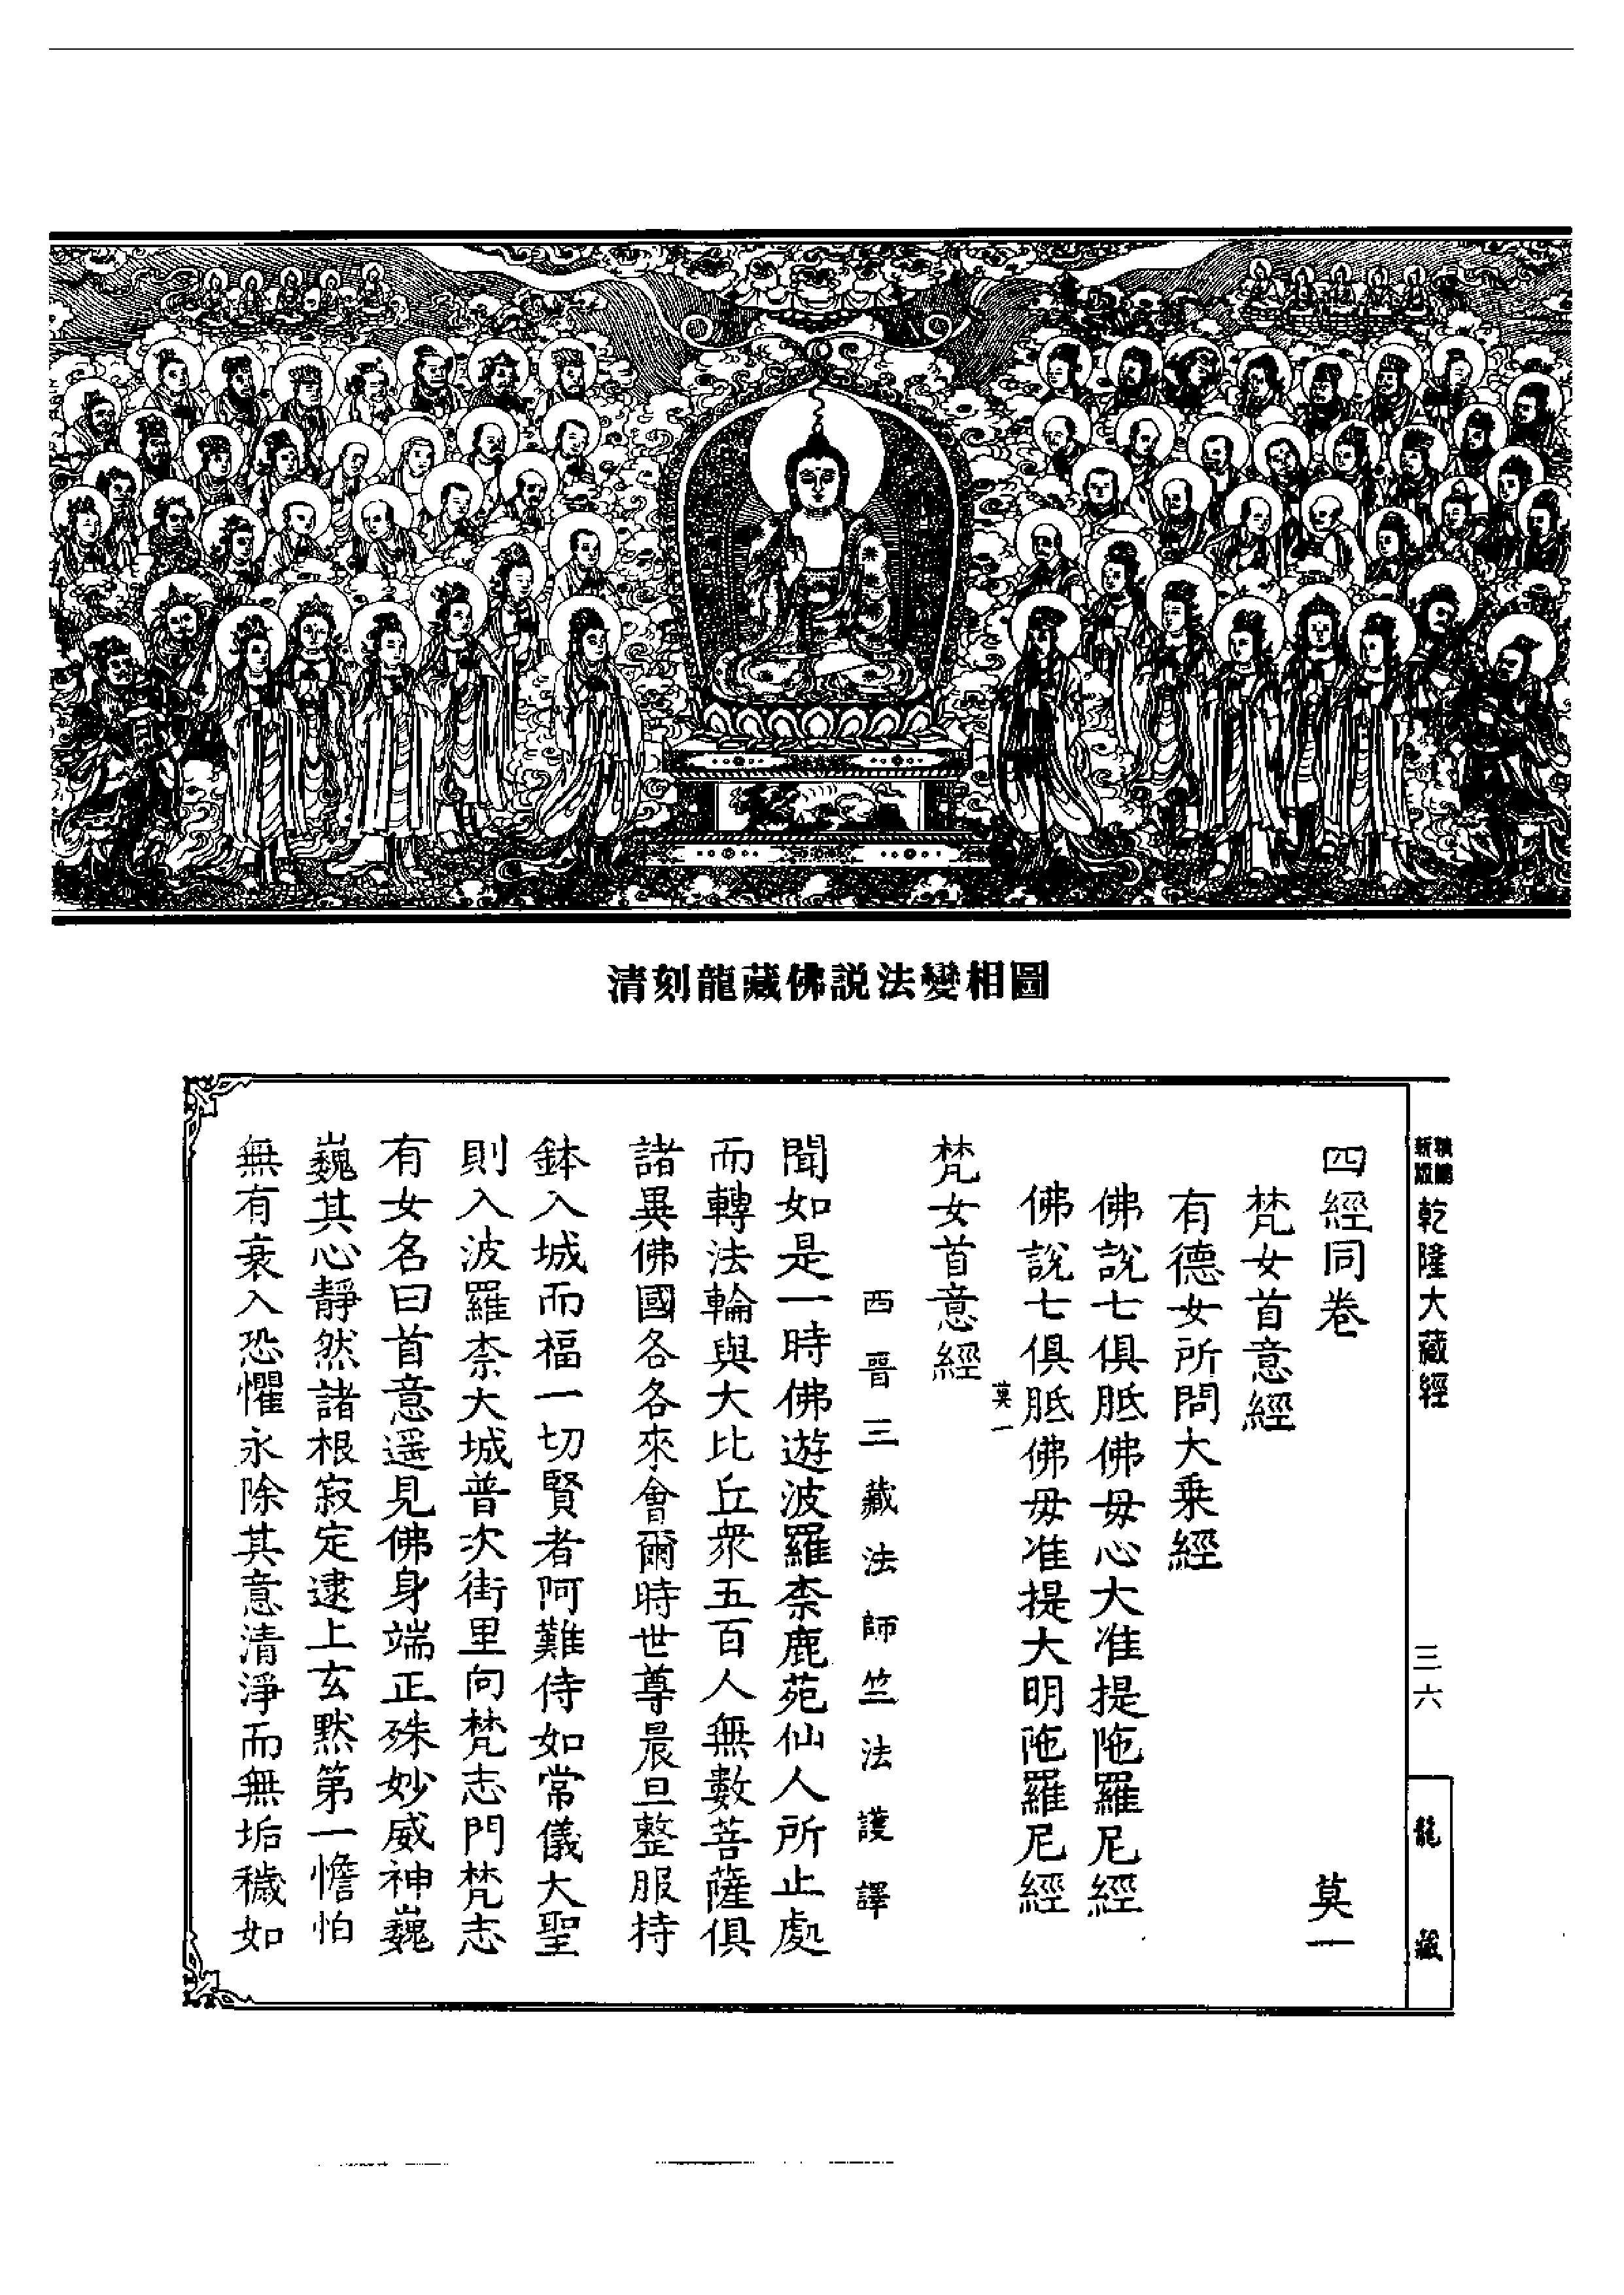 清刻龍藏佛説法變相圖
新版
乾隆大藏經
三六
龍藏
四經同卷 莫一
梵女首意經
有德女所問大乗經
佛説七俱胝佛毋心大准提陁羅尼經
佛説七俱胝佛毋准提大明陁羅尼經
莫一
梵女首意經
西晋三藏法師竺法護譯
聞如是一時佛遊波羅柰鹿苑仙人所止處
而轉法輪與大比丘衆五百人無數菩薩俱
諸異佛國各各來會爾時世尊晨旦整服持
鉢入城而福一切賢者阿難侍如常儀大聖
則入波羅柰大城普次街里向梵志門梵志
有女名曰首意遥見佛身端正殊妙威神巍
巍其心靜然諸根寂定逮上玄默第一憺怕
無有衰入恐懼永除其意清淨而無垢穢如